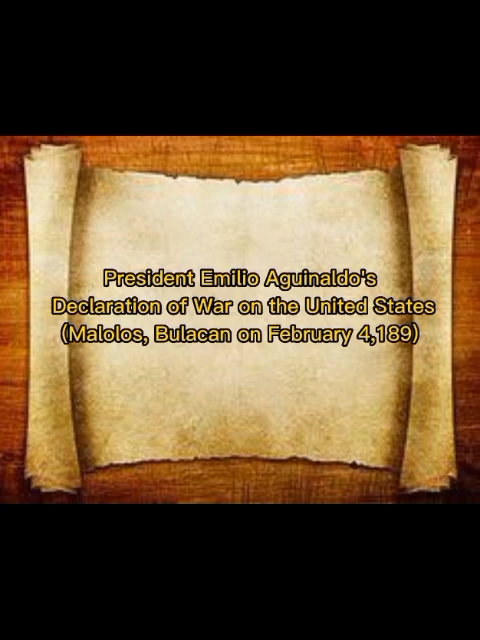 President Emilio Aguinaldo's
Declaration of War on the United States
(Malolos, Bulacan on February 4,189)